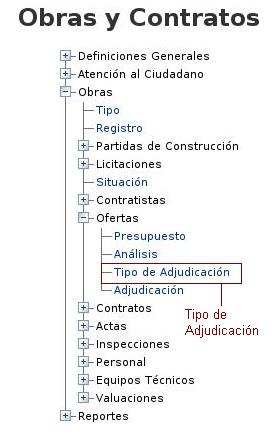 Obras y Contratos
Definiciones Generales
Atención al Ciudadano
Obras
Tipo
Registro
Partidas de Construcción
Licitaciones
Situación
Contratistas
Ofertas
Presupuesto
Análisis
Tipo de Adjudicación
Adjudicación
Contratos
Tipo de
Adjudicación
Actas
Inspecciones
Personal
Equipos Técnicos
Valuaciones
Reportes